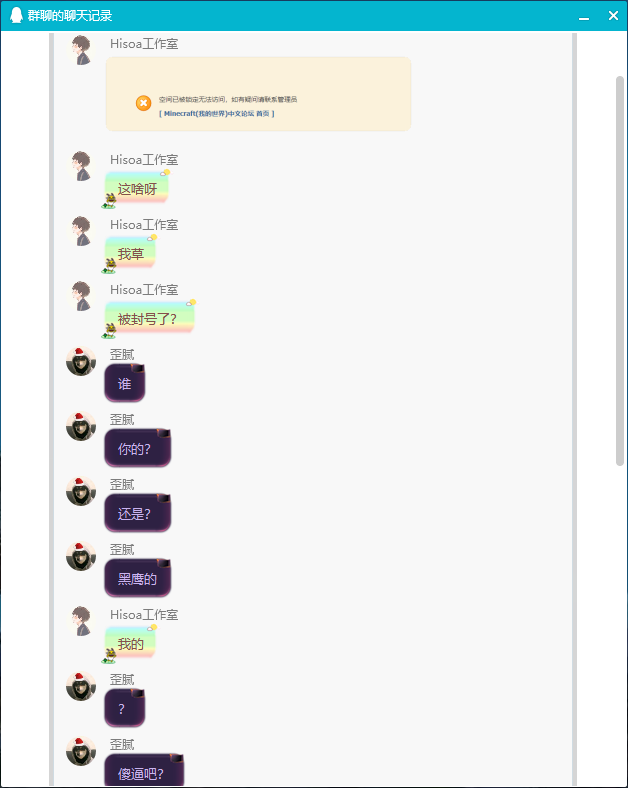 群聊的聊天记录
Hisoa工作室
空间已被锁定无法访问，如有疑问请联系管理员
[ Minecraft(我的世界)中文论坛 首页 ]
Hisoa工作室
这啥呀
Hisoa工作室
我草
Hisoa工作室
被封号了?
歪腻
谁
歪腻
你的?
歪腻
还是?
歪腻
黑鹰的
Hisoa工作室
我的
歪腻
?
歪腻
傻逼吧?